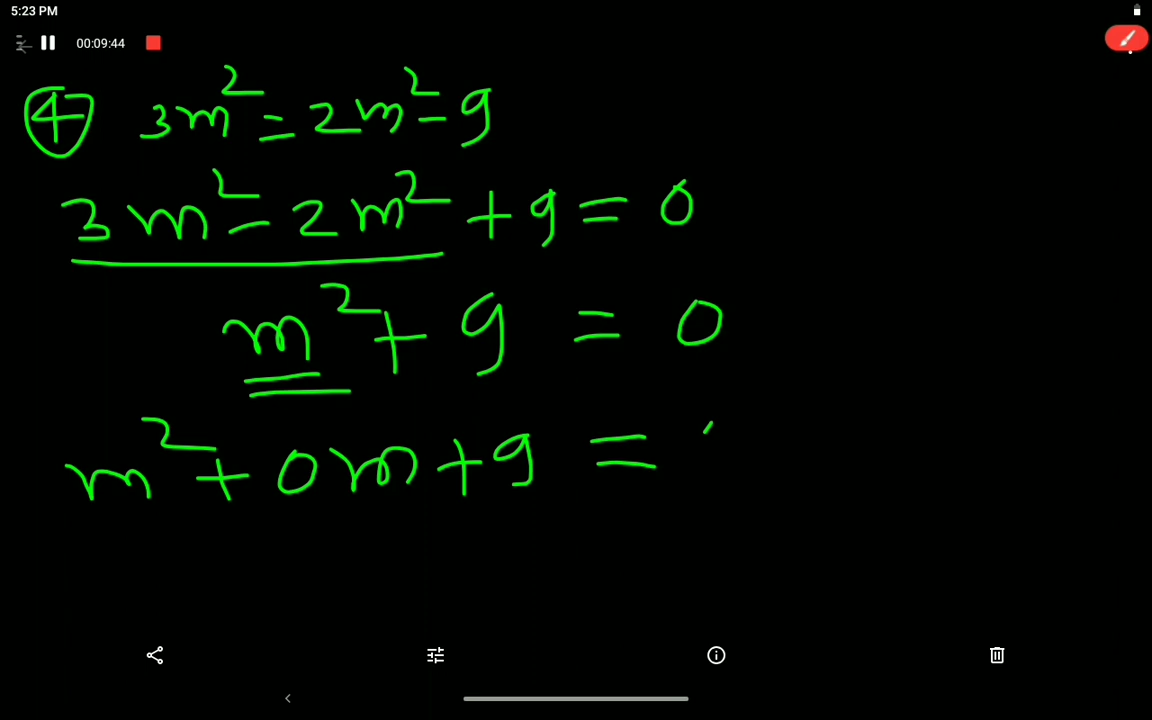 5:23 PM
00:09:44
4 3m² = 2m² - 9
3m² - 2m² + 9 = 0
m² + 9 = 0
m² + 0m + 9 =